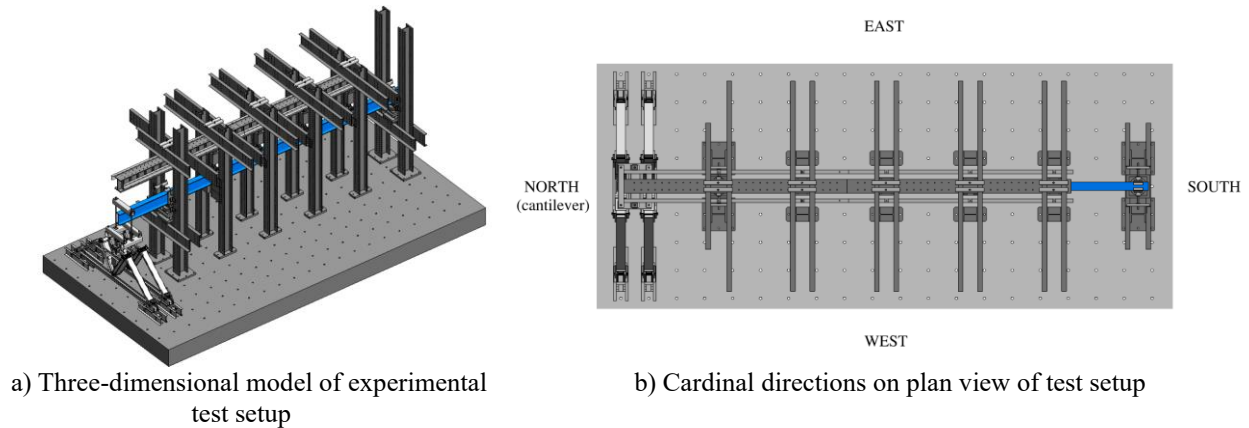 EAST
NORTH
(cantilever)
SOUTH
WEST
a) Three-dimensional model of experimental
test setup
b) Cardinal directions on plan view of test setup